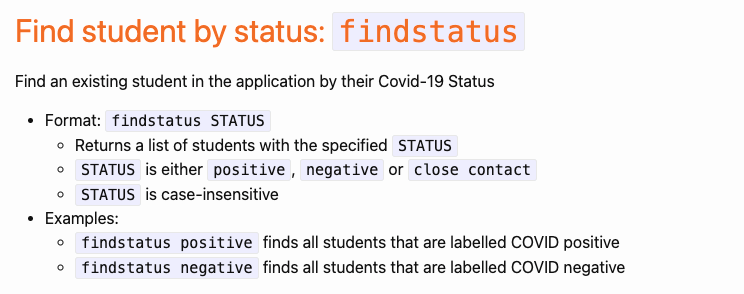 Find student by status: findstatus
Find an existing student in the application by their Covid-19 Status
• Format: findstatus STATUS
◦ Returns a list of students with the specified STATUS
◦ STATUS is either positive, negative or close contact
◦ STATUS is case-insensitive
• Examples:
◦ findstatus positive finds all students that are labelled COVID positive
◦ findstatus negative finds all students that are labelled COVID negative